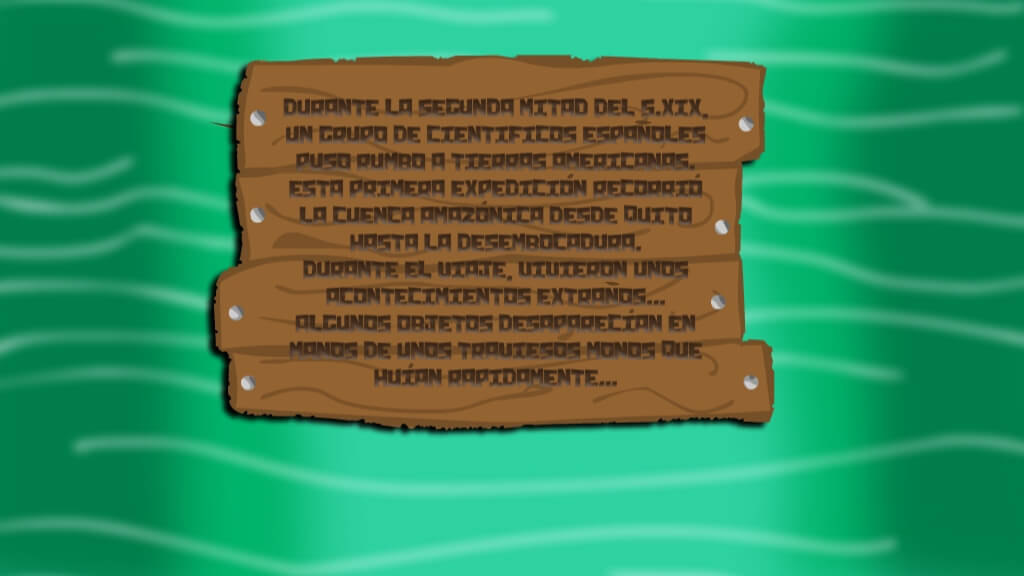 DURANTE LA SEGUNDA MITAD DEL S.XIX,
UN GRUPO DE CIENTIFICOS ESPAÑOLES
PUSO RUMBO A TIERRAS AMERICANAS.
ESTA PRIMERA EXPEDICIÓN RECORRIÓ
LA CUENCA AMAZÓNICA DESDE QUITO
HASTA LA DESEMBOCADURA.
DURANTE EL VIAJE, VIVIERON UNOS
ACONTECIMIENTOS EXTRAÑOS...
ALGUNOS OBJETOS DESAPARECÍAN EN
MANOS DE UNOS TRAVIESOS MONOS QUE
HUÍAN RAPIDAMENTE...